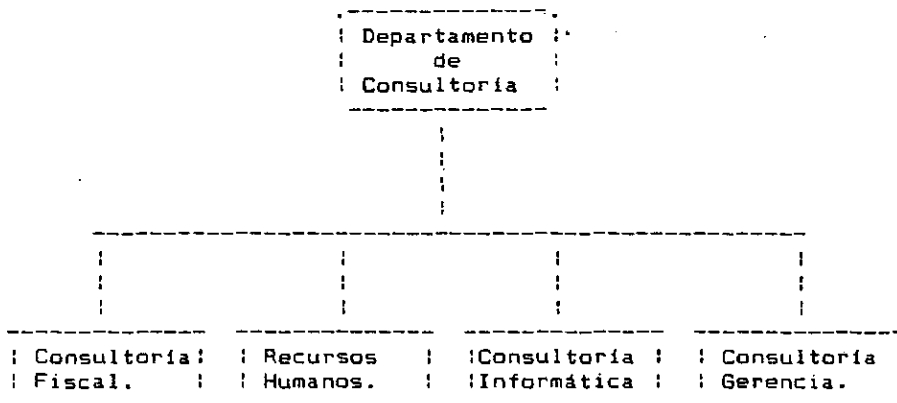 Departamento
de
Consultoría
Consultoría
Fiscal.
Recursos
Humanos.
Consultoría
Informática
Consultoría
Gerencia.